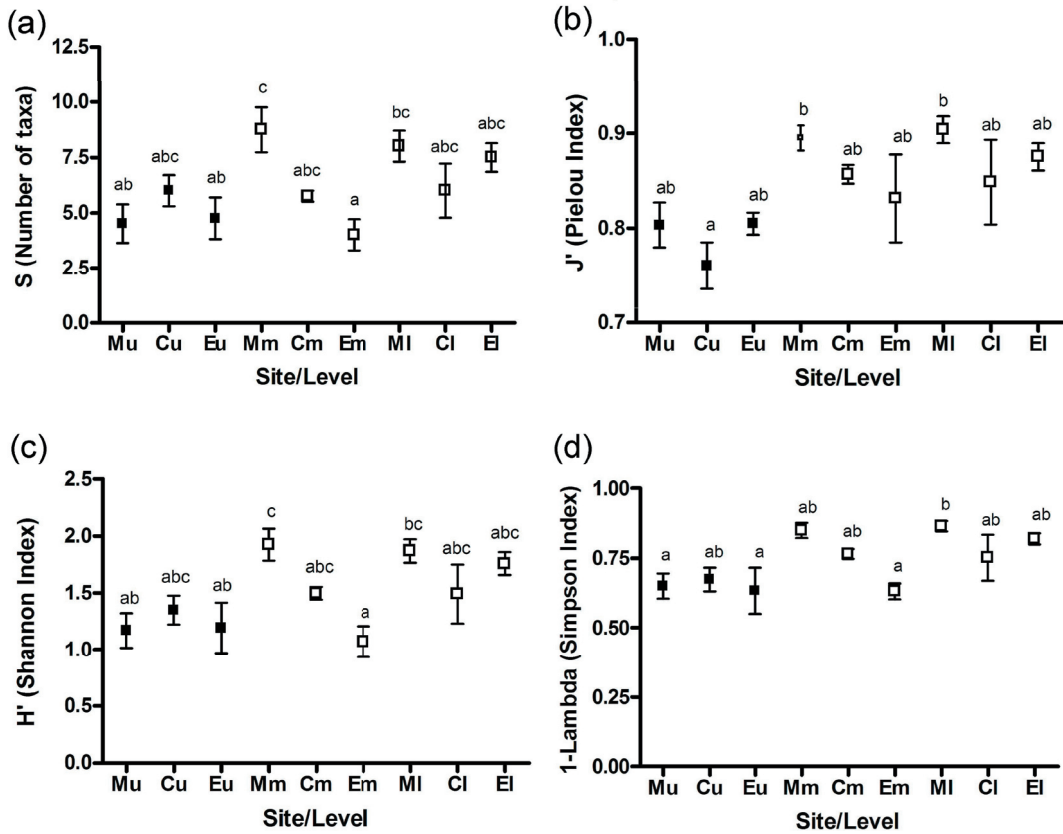 (a)
S (Number of taxa)
12.5
10.0
7.5
5.0
2.5
0.0
ab abc ab c abc a bc abc abc
Mu Cu Eu Mm Cm Em Ml Cl El
Site/Level
(b)
J' (Pielou Index)
1.0
0.9
0.8
0.7
ab a ab b ab ab b ab ab
Mu Cu Eu Mm Cm Em Ml Cl El
Site/Level
(c)
H' (Shannon Index)
2.5
2.0
1.5
1.0
0.5
0.0
ab abc ab c abc a bc abc abc
Mu Cu Eu Mm Cm Em Ml Cl El
Site/Level
(d)
1-Lambda (Simpson Index)
1.00
0.75
0.50
0.25
0.00
a ab a ab ab a b ab ab
Mu Cu Eu Mm Cm Em Ml Cl El
Site/Level